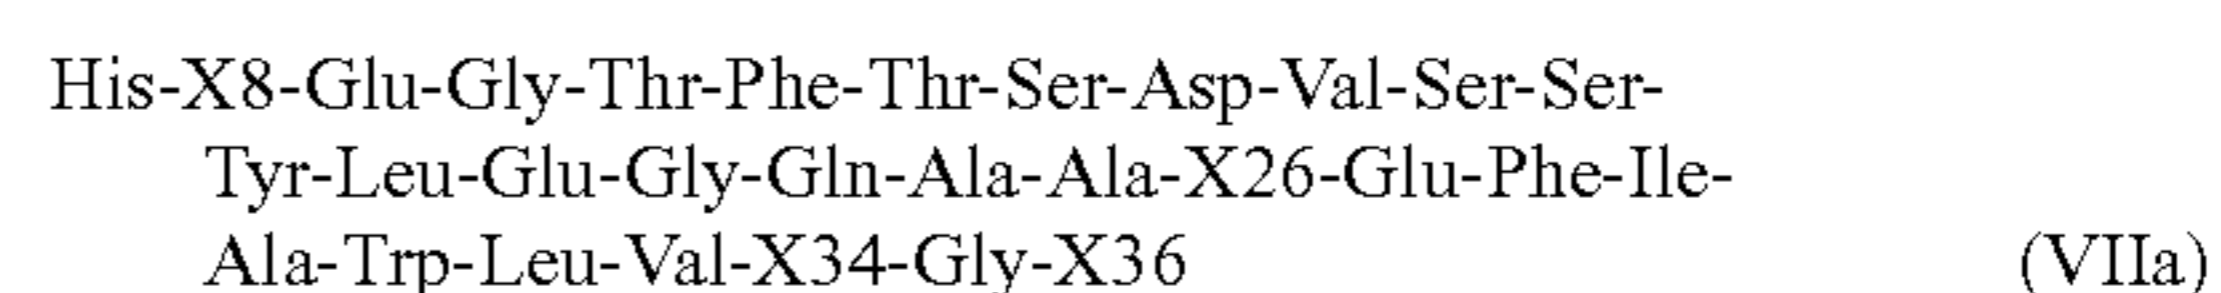 His-X8-Glu-Gly-Thr-Phe-Thr-Ser-Asp-Val-Ser-Ser-
Tyr-Leu-Glu-Gly-Gln-Ala-Ala-X26-Glu-Phe-Ile-
Ala-Trp-Leu-Val-X34-Gly-X36 (VIIa)